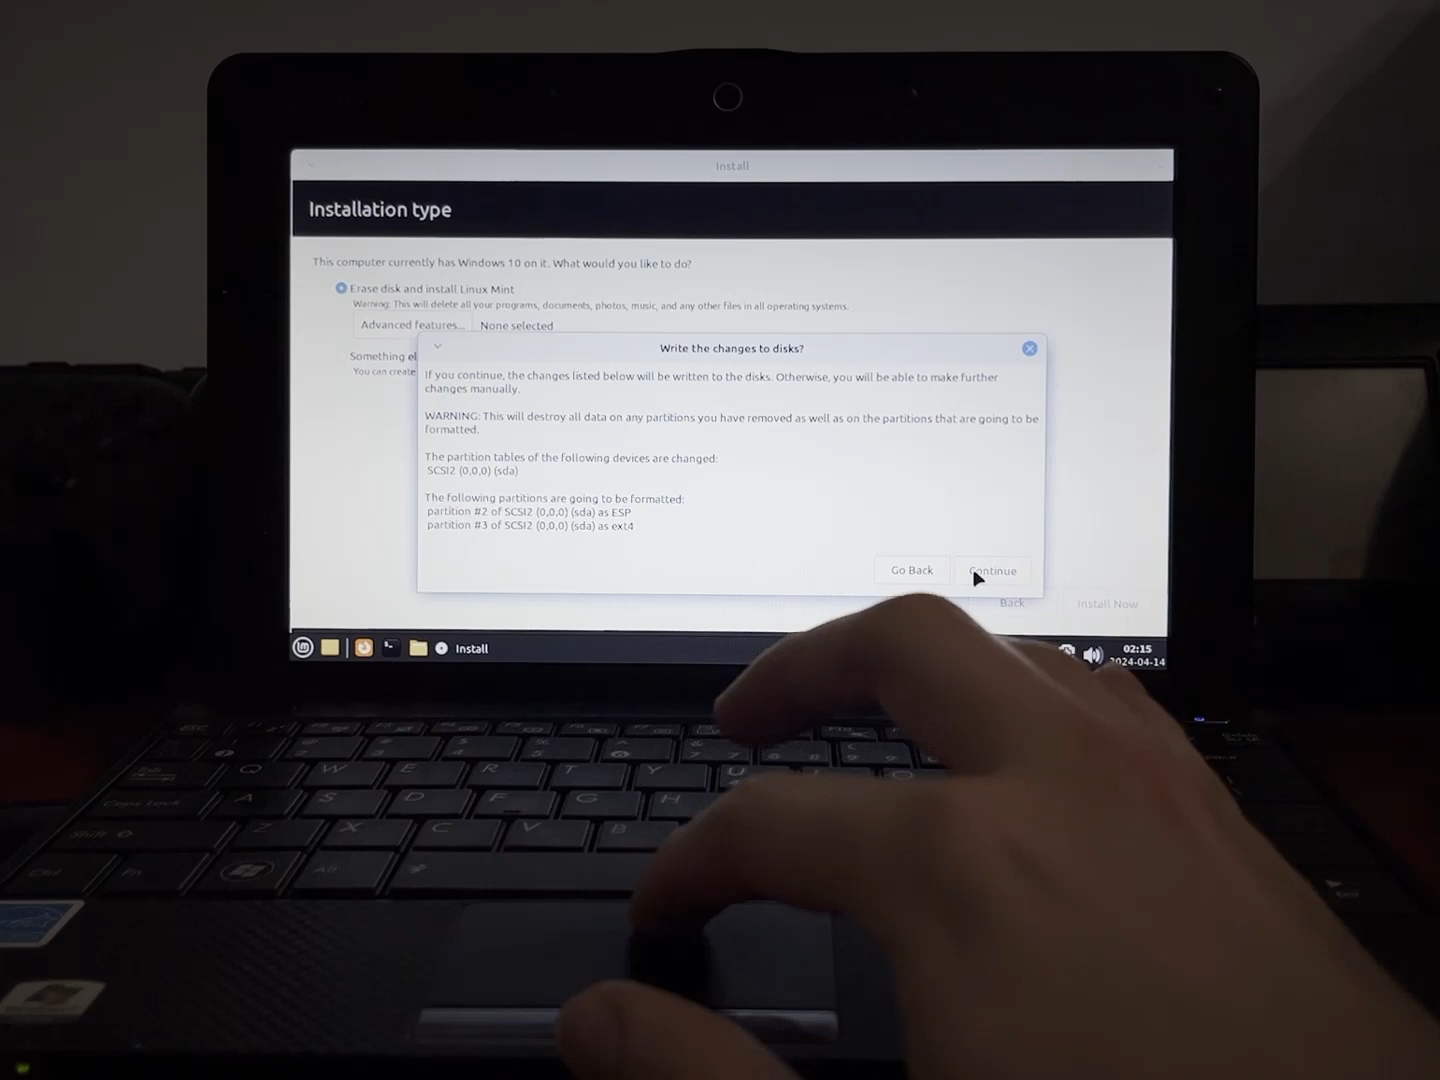 Install
Installation type
This computer currently has Windows 10 on it. What would you like to do?
Erase disk and install Linux Mint
Warning: This will delete all your programs, documents, photos, music, and any other files in all operating systems.
Advanced features... None selected
Something el
You can create
Write the changes to disks?
If you continue, the changes listed below will be written to the disks. Otherwise, you will be able to make further
changes manually.
WARNING: This will destroy all data on any partitions you have removed as well as on the partitions that are going to be
formatted.
The partition tables of the following devices are changed:
SCSI2 (0,0,0) (sda)
The following partitions are going to be formatted:
partition #2 of SCSI2 (0,0,0) (sda) as ESP
partition #3 of SCSI2 (0,0,0) (sda) as ext4
Go Back Continue
Back Install Now
Install
02:15
2024-04-14
Esc
Tab Q W E R T Y U
Caps Lock A S D F G H
Shift Z X C V B
Ctrl Fn Alt